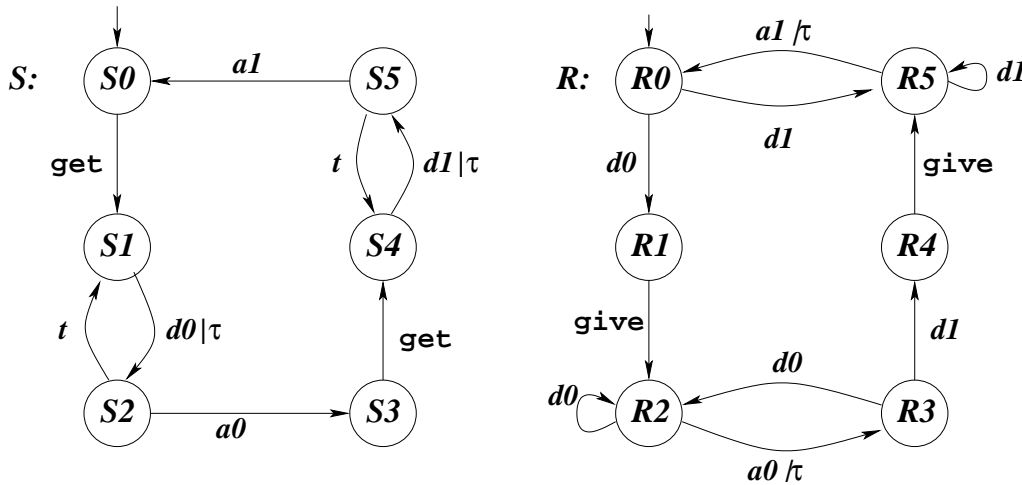 S:
S0
a1
S5
get
t
d1|τ
S1
S4
t
d0|τ
get
S2
a0
S3
R:
R0
a1/τ
R5
d1
d1
d0
give
R1
R4
give
d1
d0
d0
R2
R3
a0/τ